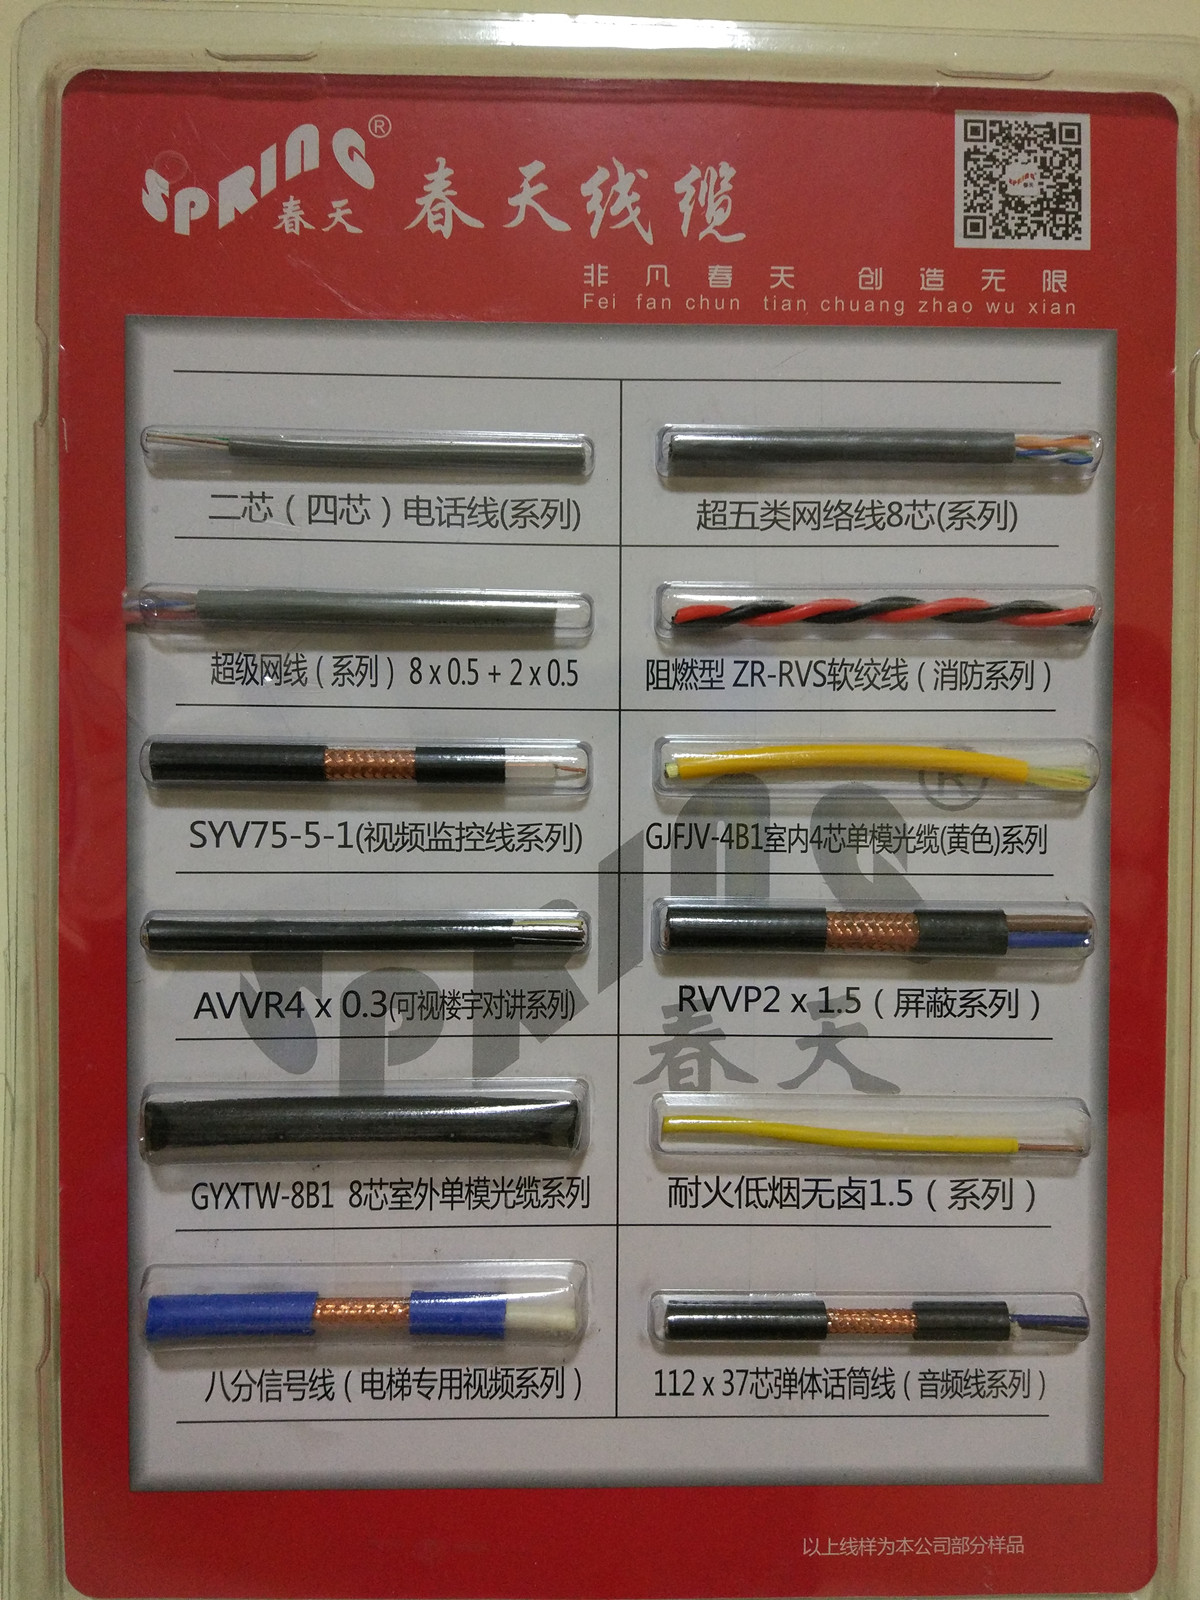 SPRING®
春天
春天线缆
非凡春天 创造无限
Fei fan chun tian chuang zhao wu xian
二芯（四芯）电话线(系列)
超五类网络线8芯(系列)
超级网线（系列）8 x 0.5 + 2 x 0.5
阻燃型 ZR-RVS软绞线（消防系列）
SYV75-5-1(视频监控线系列)
GJFJV-4B1室内4芯单模光缆(黄色)系列
AVVR4 x 0.3(可视楼宇对讲系列)
RVVP2 x 1.5（屏蔽系列）
GYXTW-8B1 8芯室外单模光缆系列
耐火低烟无卤1.5（系列）
八分信号线（电梯专用视频系列）
112 x 37芯弹体话筒线（音频线系列）
SPRING®
春天
以上线样为本公司部分样品